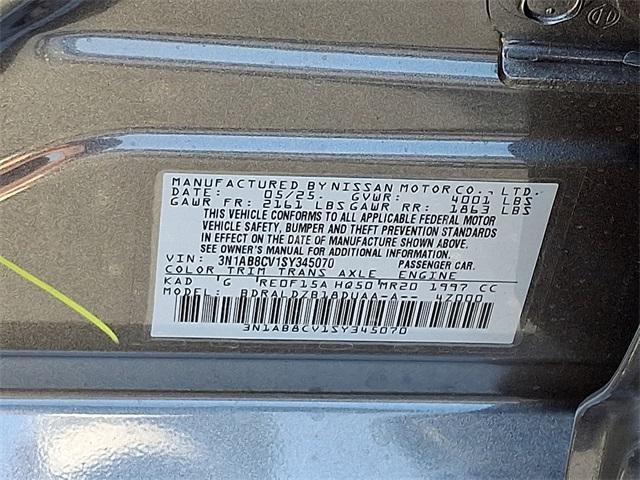 MANUFACTURED BY NISSAN MOTOR CO., LTD.
DATE: 05/25 GVWR: 4001 LBS
GAWR FR: 2161 LBS GAWR RR: 1863 LBS
THIS VEHICLE CONFORMS TO ALL APPLICABLE FEDERAL MOTOR
VEHICLE SAFETY, BUMPER AND THEFT PREVENTION STANDARDS
IN EFFECT ON THE DATE OF MANUFACTURE SHOWN ABOVE.
SEE OWNER'S MANUAL FOR ADDITIONAL INFORMATION
VIN: 3N1AB8CV1SY345070 PASSENGER CAR.
COLOR TRIM TRANS AXLE ENGINE
KAD G RE0F15A HQ50 MR20 1997 CC
MODEL: BDRALDZB18DUAA-A-- 47000
3N1AB8CV1SY345070